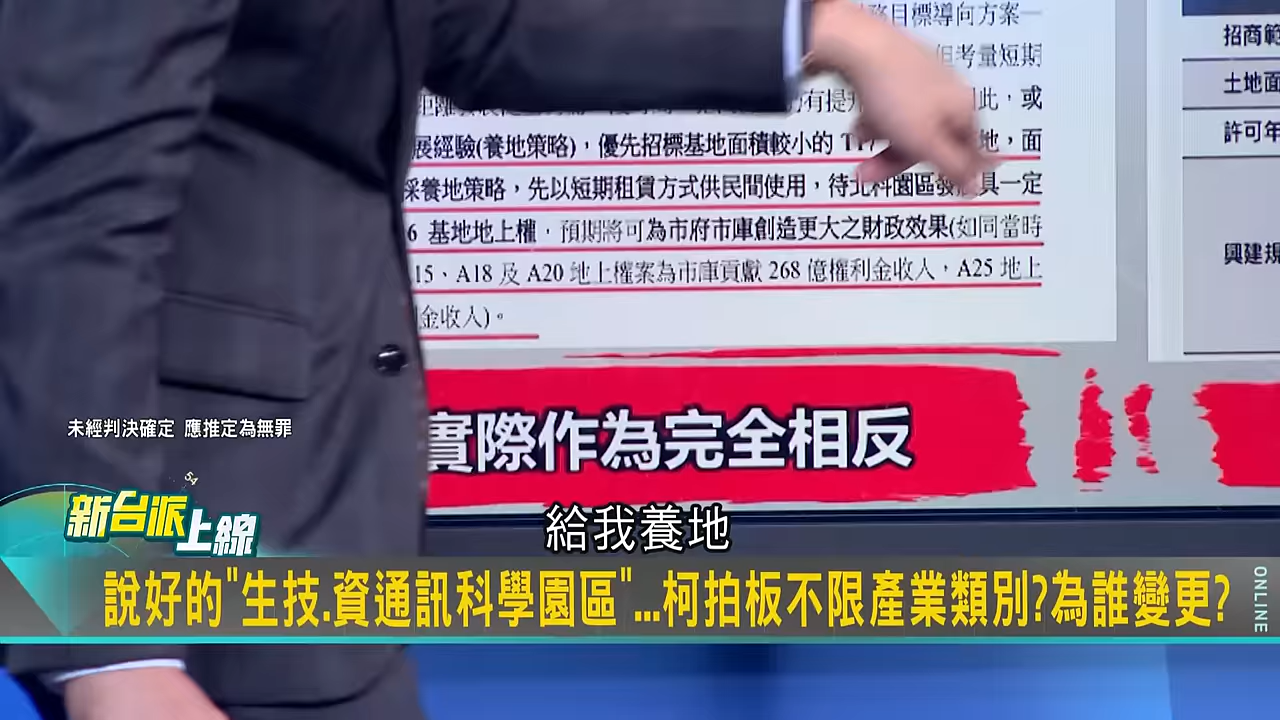 務目標導向方案一
但考量短期
仍有提升
此，或
展經驗(養地策略)，優先招標基地面積較小的 T17
地，面
採養地策略，先以短期租賃方式供民間使用，待北科園區發展具一定
6 基地地上權，預期將可為市府市庫創造更大之財政效果(如同當時
15、A18 及 A20 地上權案為市庫貢獻 268 億權利金收入，A25 地上
金收入)。
招商範
土地面
許可年
興建規
實際作為完全相反
未經判決確定 應推定為無罪
54
新台派上線
給我養地
說好的"生技.資通訊科學園區"...柯拍板不限產業類別?為誰變更?
ONLINE